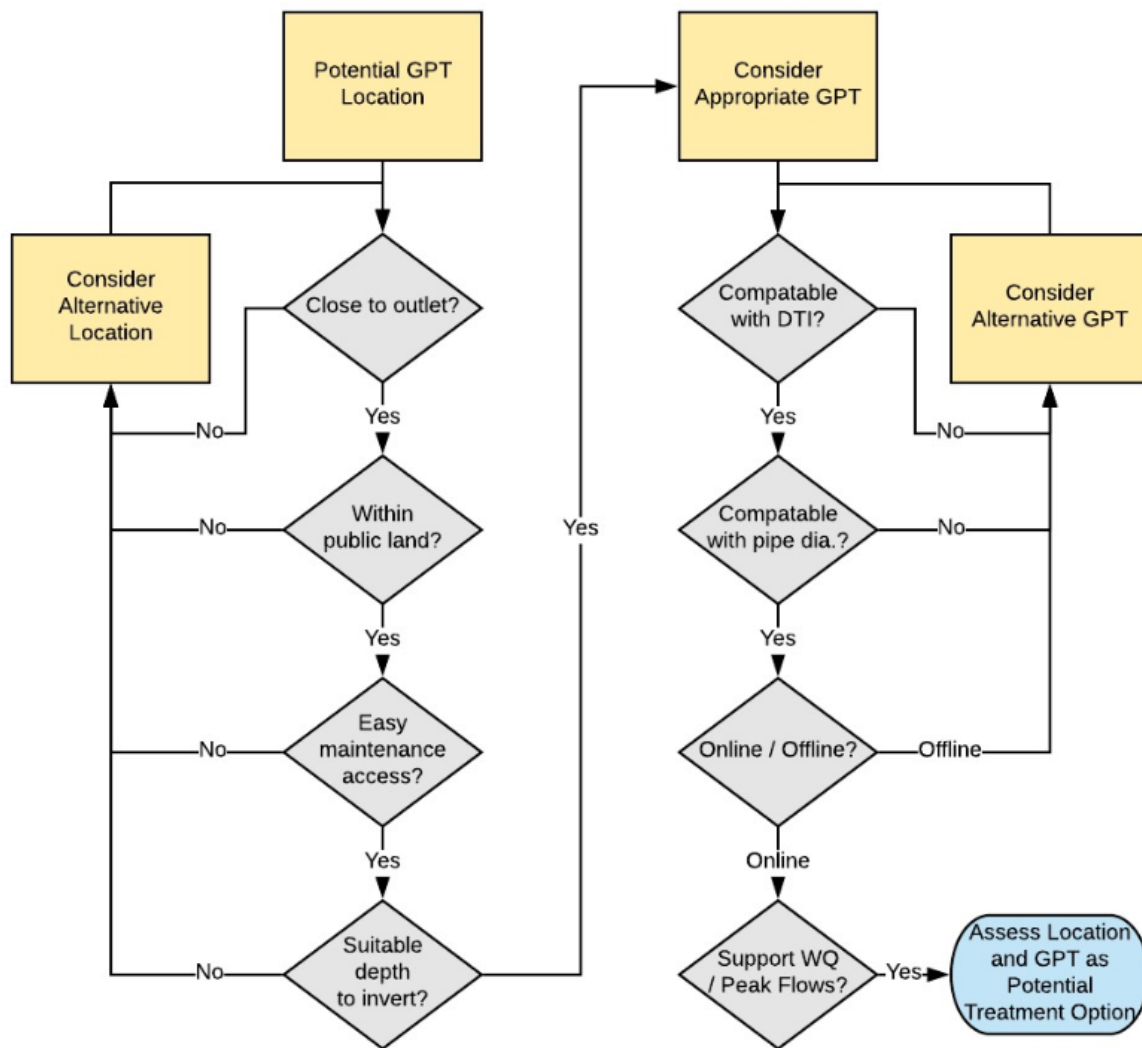 Potential GPT
Location
Consider
Alternative
Location
Close to outlet?
No
Yes
Within
public land?
No
Yes
Easy
maintenance
access?
No
Yes
Suitable
depth
to invert?
No
Yes
Consider
Appropriate GPT
Consider
Alternative GPT
Compatable
with DTI?
No
Yes
Compatable
with pipe dia.?
No
Yes
Online / Offline?
Offline
Online
Support WQ
/ Peak Flows?
Yes
Assess Location
and GPT as
Potential
Treatment Option